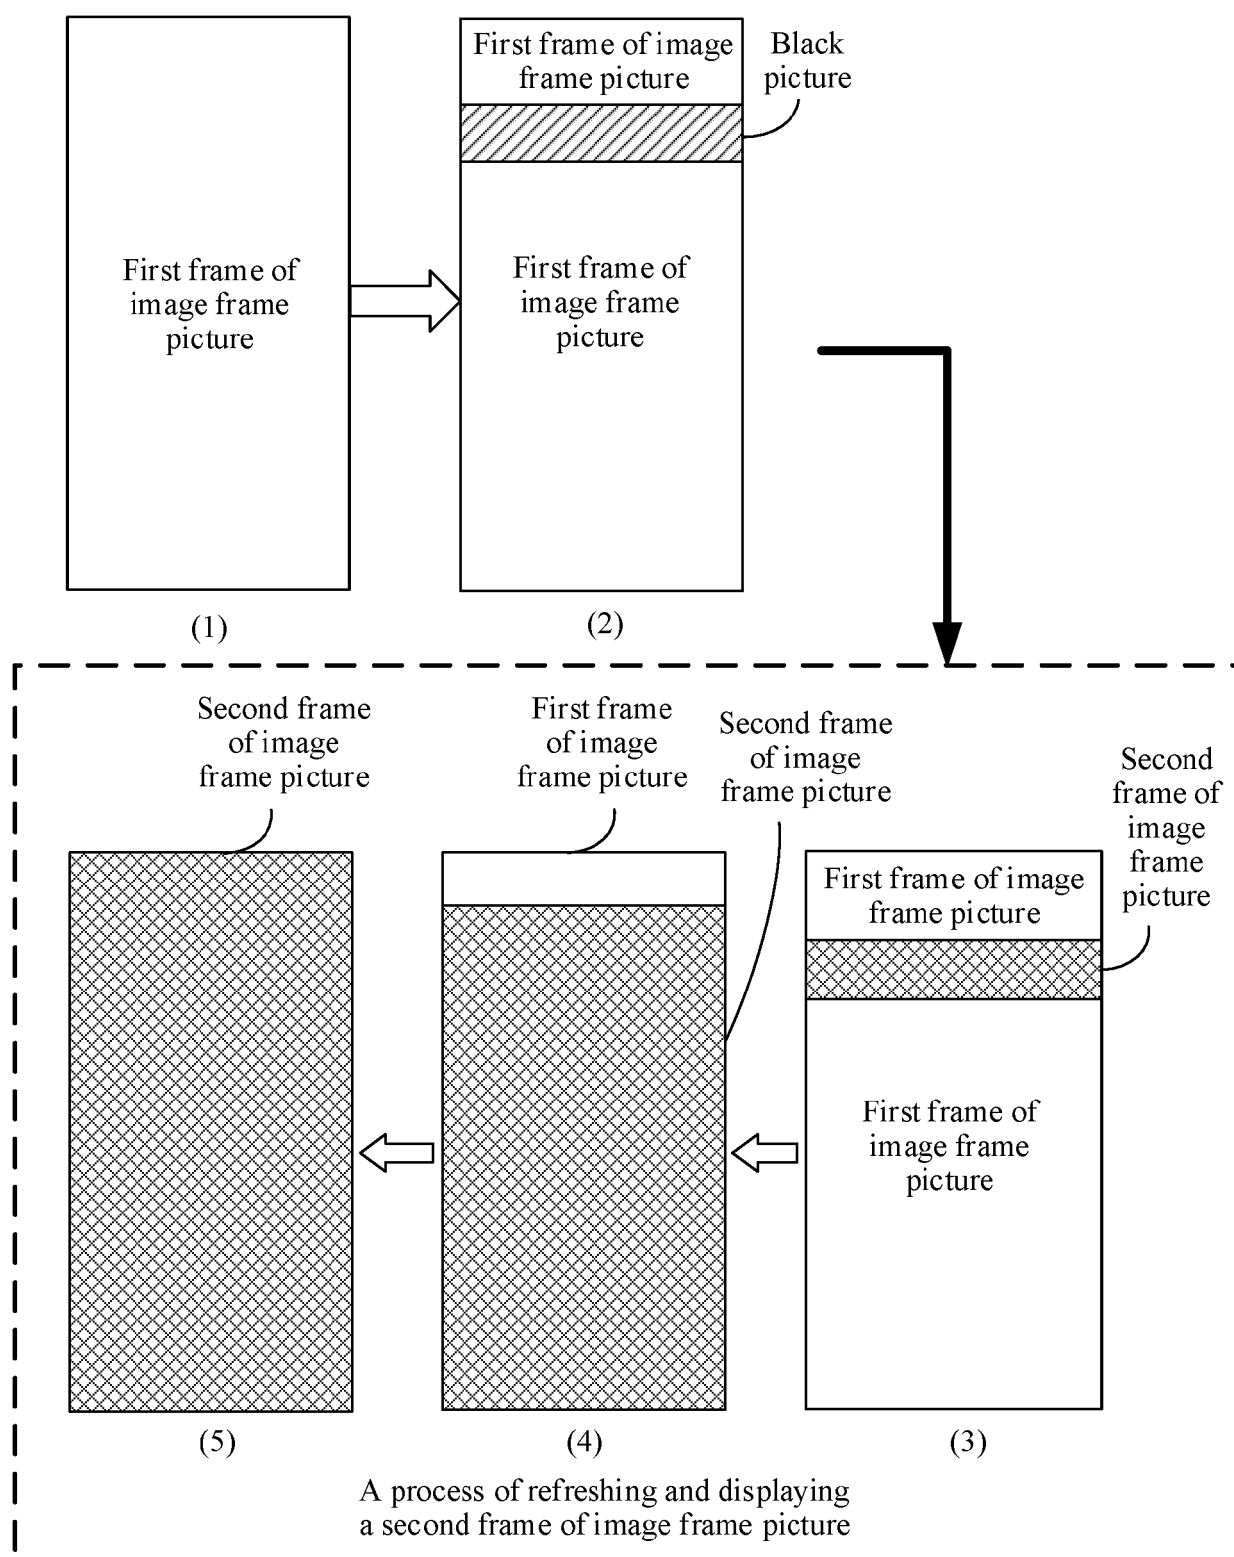 First frame of
image frame
picture
(1)
First frame of image
frame picture
Black
picture
First frame of
image frame
picture
(2)
Second frame
of image
frame picture
(5)
First frame
of image
frame picture
Second frame
of image
frame picture
(4)
Second
frame of
image
frame
picture
First frame of image
frame picture
First frame of
image frame
picture
(3)
A process of refreshing and displaying
a second frame of image frame picture